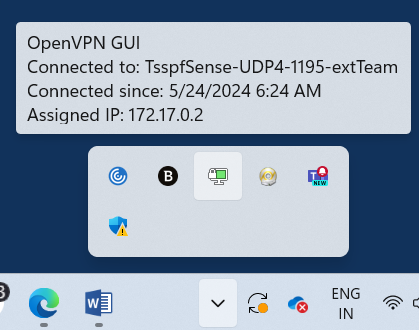 OpenVPN GUI
Connected to: TsspfSense-UDP4-1195-extTeam
Connected since: 5/24/2024 6:24 AM
Assigned IP: 172.17.0.2
B
T
NEW
W
ENG
IN